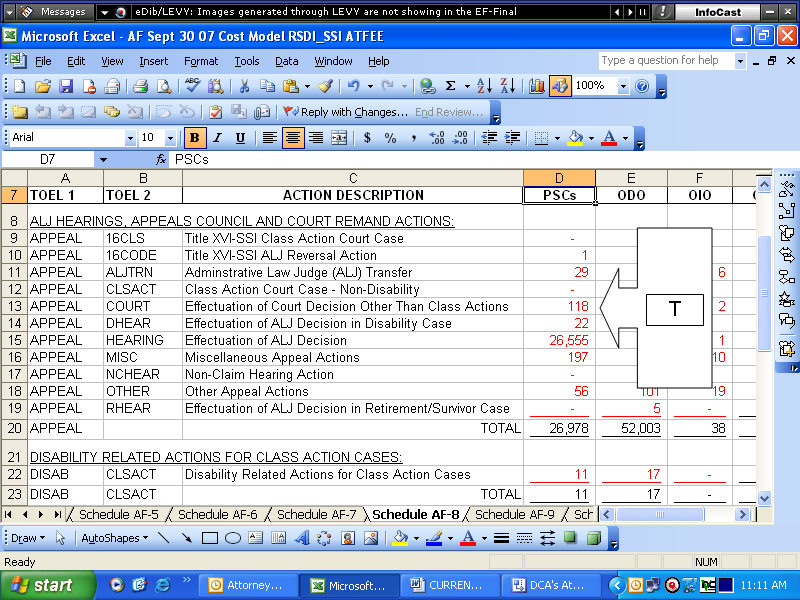 Messages eDib/LEVY: Images generated through LEVY are not showing in the EF-Final InfoCast
Microsoft Excel - AF Sept 30 07 Cost Model RSDI_SSI ATFEE
File Edit View Insert Format Tools Data Window Help Type a question for help
100%
Reply with Changes... End Review...
Arial 10 B I U $ % ,
D7 fx PSCs
A B C D E F
7 TOEL 1 TOEL 2 ACTION DESCRIPTION PSCs ODO OIO
8 ALJ HEARINGS, APPEALS COUNCIL AND COURT REMAND ACTIONS:
9 APPEAL 16CLS Title XVI-SSI Class Action Court Case -
10 APPEAL 16CODE Title XVI-SSI ALJ Reversal Action 1
11 APPEAL ALJTRN Adminstrative Law Judge (ALJ) Transfer 29 6
12 APPEAL CLSACT Class Action Court Case - Non-Disability -
13 APPEAL COURT Effectuation of Court Decision Other Than Class Actions 118 T 2
14 APPEAL DHEAR Effectuation of ALJ Decision in Disability Case 22
15 APPEAL HEARING Effectuation of ALJ Decision 26,555 1
16 APPEAL MISC Miscellaneous Appeal Actions 197 10
17 APPEAL NCHEAR Non-Claim Hearing Action -
18 APPEAL OTHER Other Appeal Actions 56 101 19
19 APPEAL RHEAR Effectuation of ALJ Decision in Retirement/Survivor Case - 5 -
20 APPEAL TOTAL 26,978 52,003 38
21 DISABILITY RELATED ACTIONS FOR CLASS ACTION CASES:
22 DISAB CLSACT Disability Related Actions for Class Action Cases 11 17 -
23 DISAB CLSACT TOTAL 11 17 -
Schedule AF-5 Schedule AF-6 Schedule AF-7 Schedule AF-8 Schedule AF-9 Sch
Draw AutoShapes
Ready NUM
start Attorney... Microsoft... CURREN... DCA's At... 11:11 AM